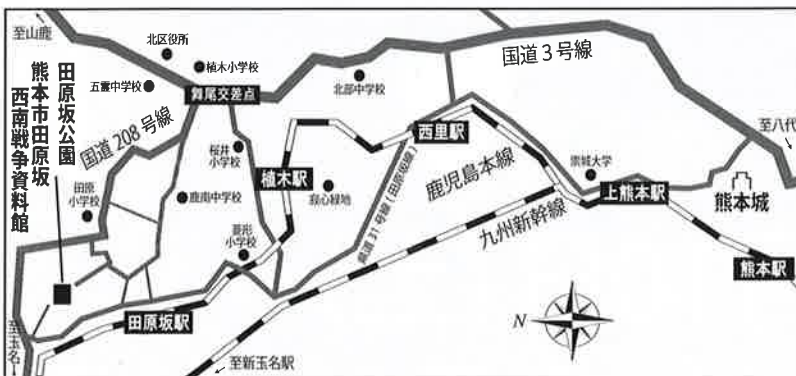 至山鹿
北区役所
植木小学校
五霊中学校
舞尾交差点
北部中学校
国道3号線
至八代
田原坂公園
熊本市田原坂
西南戦争資料館
国道208号線
桜井
小学校
植木駅
西里駅
崇城大学
上熊本駅
熊本城
熊本駅
田原
小学校
鹿南中学校
菱形
小学校
寂心緑地
県道31号線(田原坂線)
鹿児島本線
九州新幹線
田原坂駅
至玉名
至新玉名駅
N